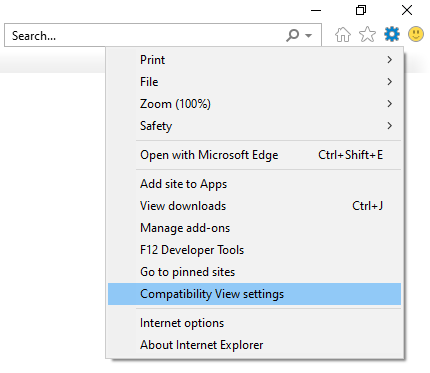 Search...
Print
File
Zoom (100%)
Safety
Open with Microsoft Edge Ctrl+Shift+E
Add site to Apps
View downloads Ctrl+J
Manage add-ons
F12 Developer Tools
Go to pinned sites
Compatibility View settings
Internet options
About Internet Explorer